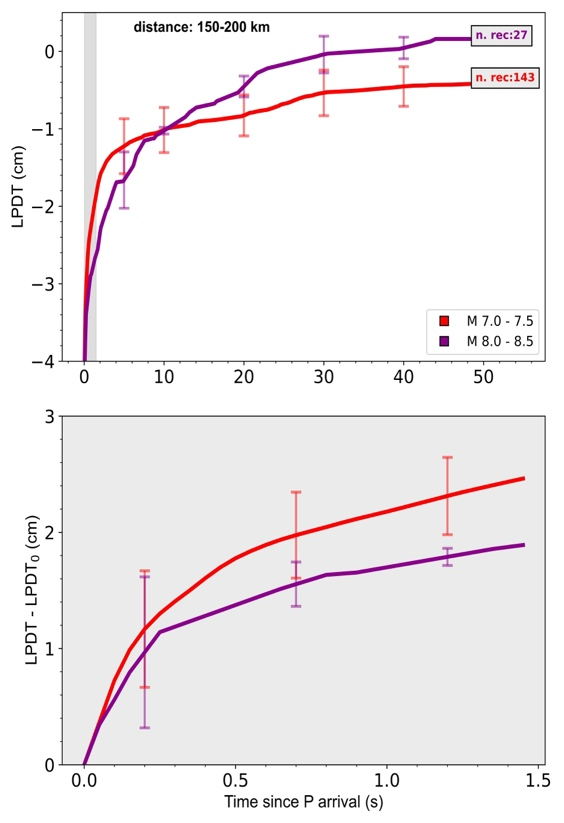 distance: 150-200 km
n. rec:27
n. rec:143
LPDT (cm)
0
−1
−2
−3
−4
M 7.0 - 7.5
M 8.0 - 8.5
0 10 20 30 40 50
LPDT - LPDT₀ (cm)
3
2
1
0
0.0 0.5 1.0 1.5
Time since P arrival (s)